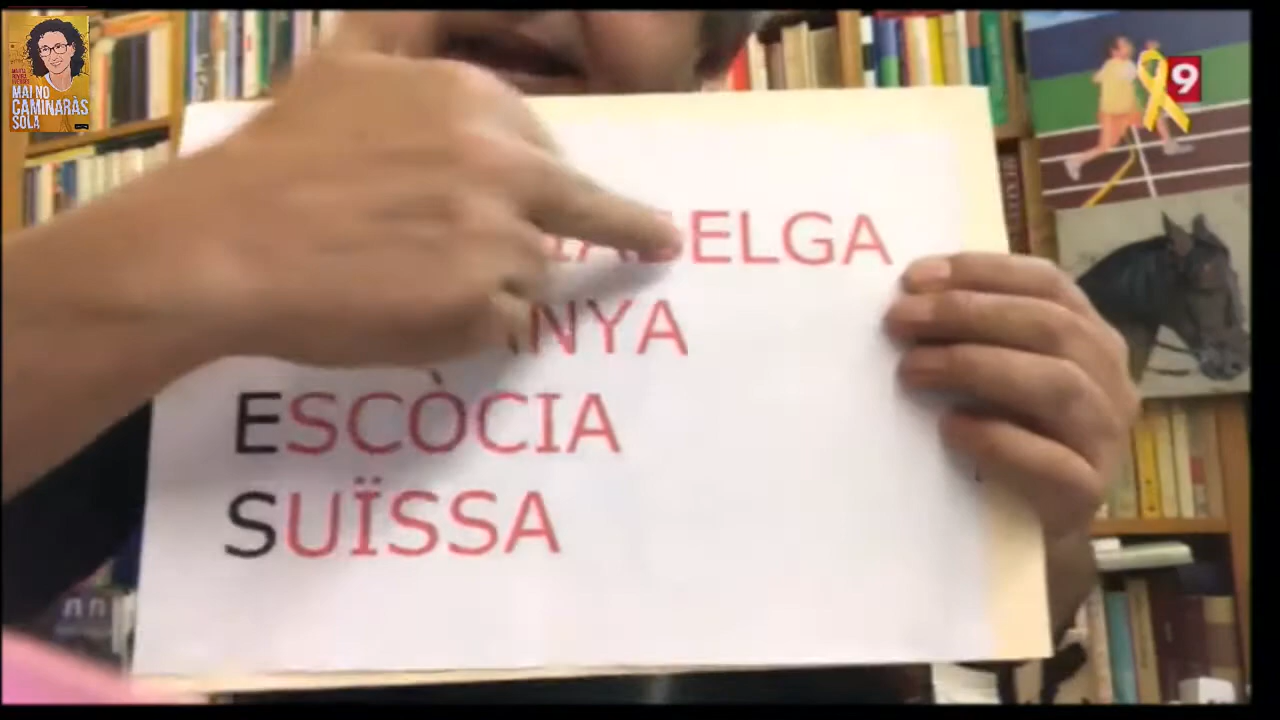 MAI NO
CAMINARÀS
SOLA
9
BELGA
NYA
ESCÒCIA
SUÏSSA